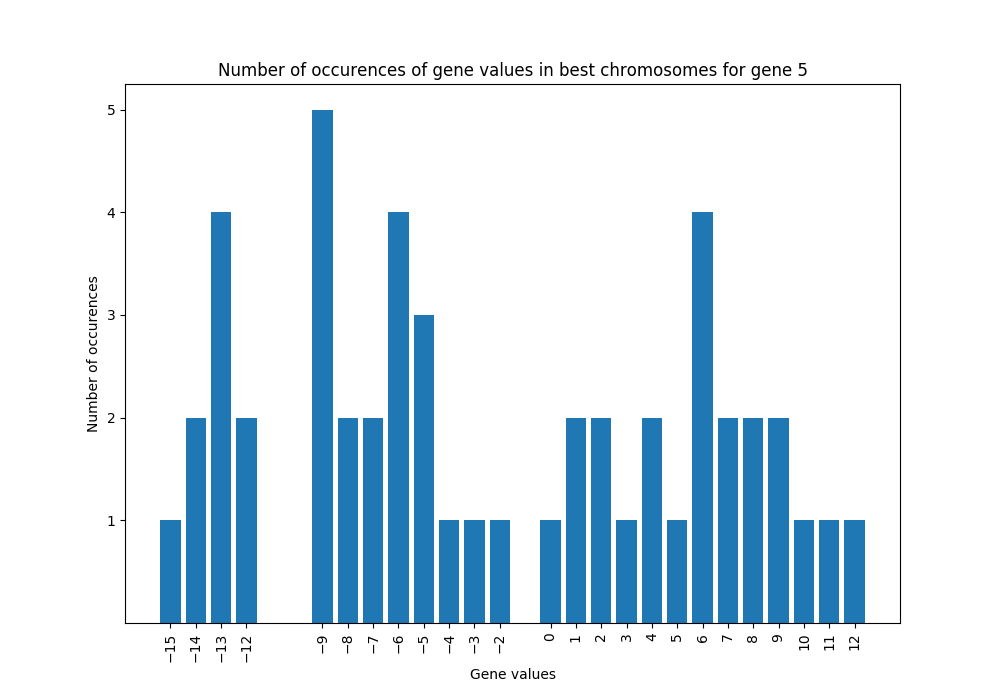 Number of occurences of gene values in best chromosomes for gene 5
Number of occurences
5
4
3
2
1
−15 −14 −13 −12 −9 −8 −7 −6 −5 −4 −3 −2 0 1 2 3 4 5 6 7 8 9 10 11 12
Gene values